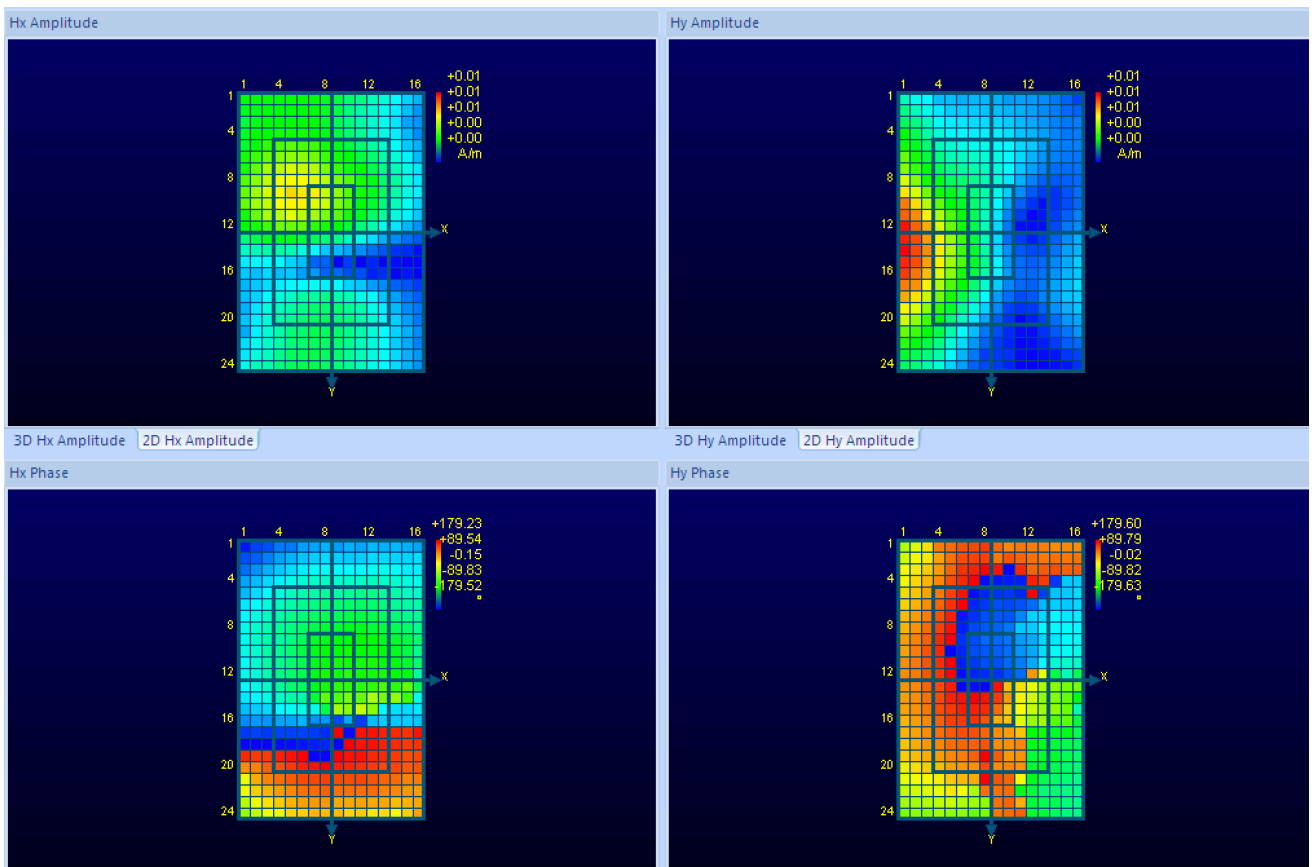 Hx Amplitude
1 4 8 12 16
1
4
8
12
16
20
24
X
Y
+0.01
+0.01
+0.01
+0.00
+0.00
A/m
3D Hx Amplitude 2D Hx Amplitude
Hy Amplitude
1 4 8 12 16
1
4
8
12
16
20
24
X
Y
+0.01
+0.01
+0.01
+0.00
+0.00
A/m
3D Hy Amplitude 2D Hy Amplitude
Hx Phase
1 4 8 12 16
1
4
8
12
16
20
24
X
Y
+179.23
+89.54
-0.15
-89.83
-179.52
°
Hy Phase
1 4 8 12 16
1
4
8
12
16
20
24
X
Y
+179.60
+89.79
-0.02
-89.82
-179.63
°